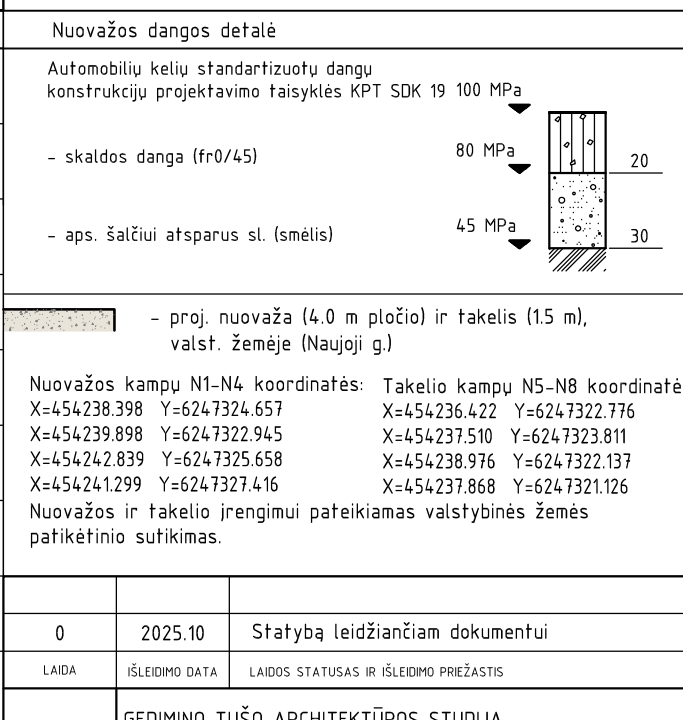 Nuovažos dangos detalė
Automobilių kelių standartizuotų dangų
konstrukcijų projektavimo taisyklės KPT SDK 19 100 MPa
- skaldos danga (fr0/45) 80 MPa 20
- aps. šalčiui atsparus sl. (smėlis) 45 MPa 30
- proj. nuovaža (4.0 m pločio) ir takelis (1.5 m),
valst. žemėje (Naujoji g.)
Nuovažos kampų N1-N4 koordinatės:
X=454238.398 Y=6247324.657
X=454239.898 Y=6247322.945
X=454242.839 Y=6247325.658
X=454241.299 Y=6247327.416
Takelio kampų N5-N8 koordinatė
X=454236.422 Y=6247322.776
X=454237.510 Y=6247323.811
X=454238.976 Y=6247322.137
X=454237.868 Y=6247321.126
Nuovažos ir takelio įrengimui pateikiamas valstybinės žemės
patikėtinio sutikimas.
0 2025.10 Statybą leidžiančiam dokumentui
LAIDA IŠLEIDIMO DATA LAIDOS STATUSAS IR IŠLEIDIMO PRIEŽASTIS
GEDIMINO TUŠO ARCHITEKTŪROS STUDIJA